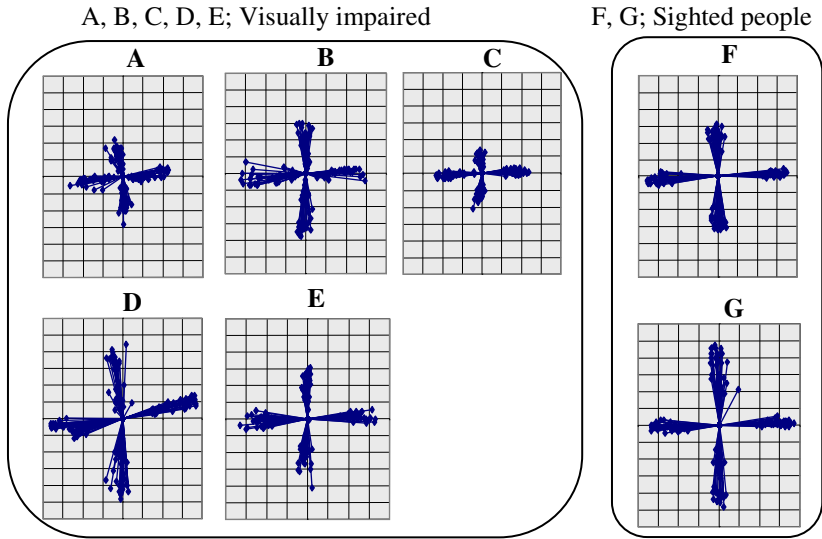 A, B, C, D, E; Visually impaired
F, G; Sighted people
A
B
C
D
E
F
G